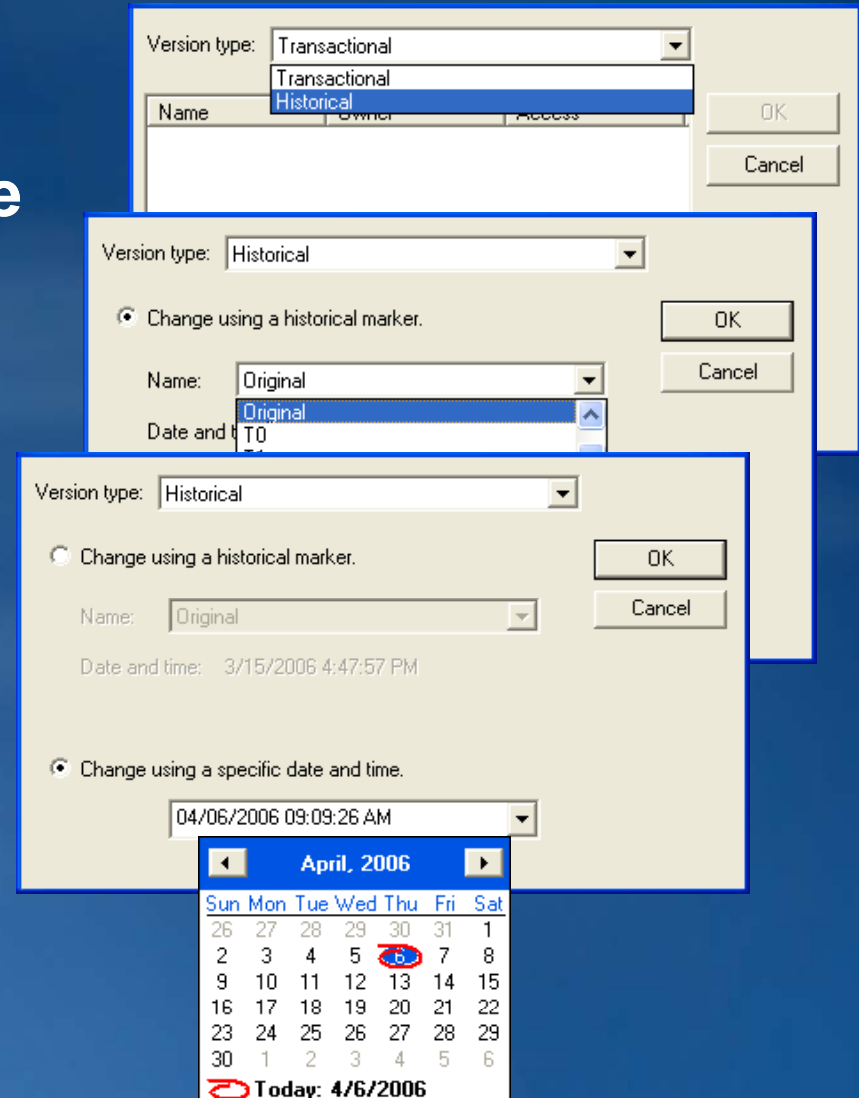 e
Version type: Transactional
Transactional
Historical
Name
OK
Cancel
Version type: Historical
Change using a historical marker.
OK
Cancel
Name: Original
Original
T0
Date and
Version type: Historical
Change using a historical marker.
OK
Cancel
Name: Original
Date and time: 3/15/2006 4:47:57 PM
Change using a specific date and time.
04/06/2006 09:09:26 AM
April, 2006
Sun Mon Tue Wed Thu Fri Sat
26 27 28 29 30 31 1
2 3 4 5 6 7 8
9 10 11 12 13 14 15
16 17 18 19 20 21 22
23 24 25 26 27 28 29
30 1 2 3 4 5 6
Today: 4/6/2006